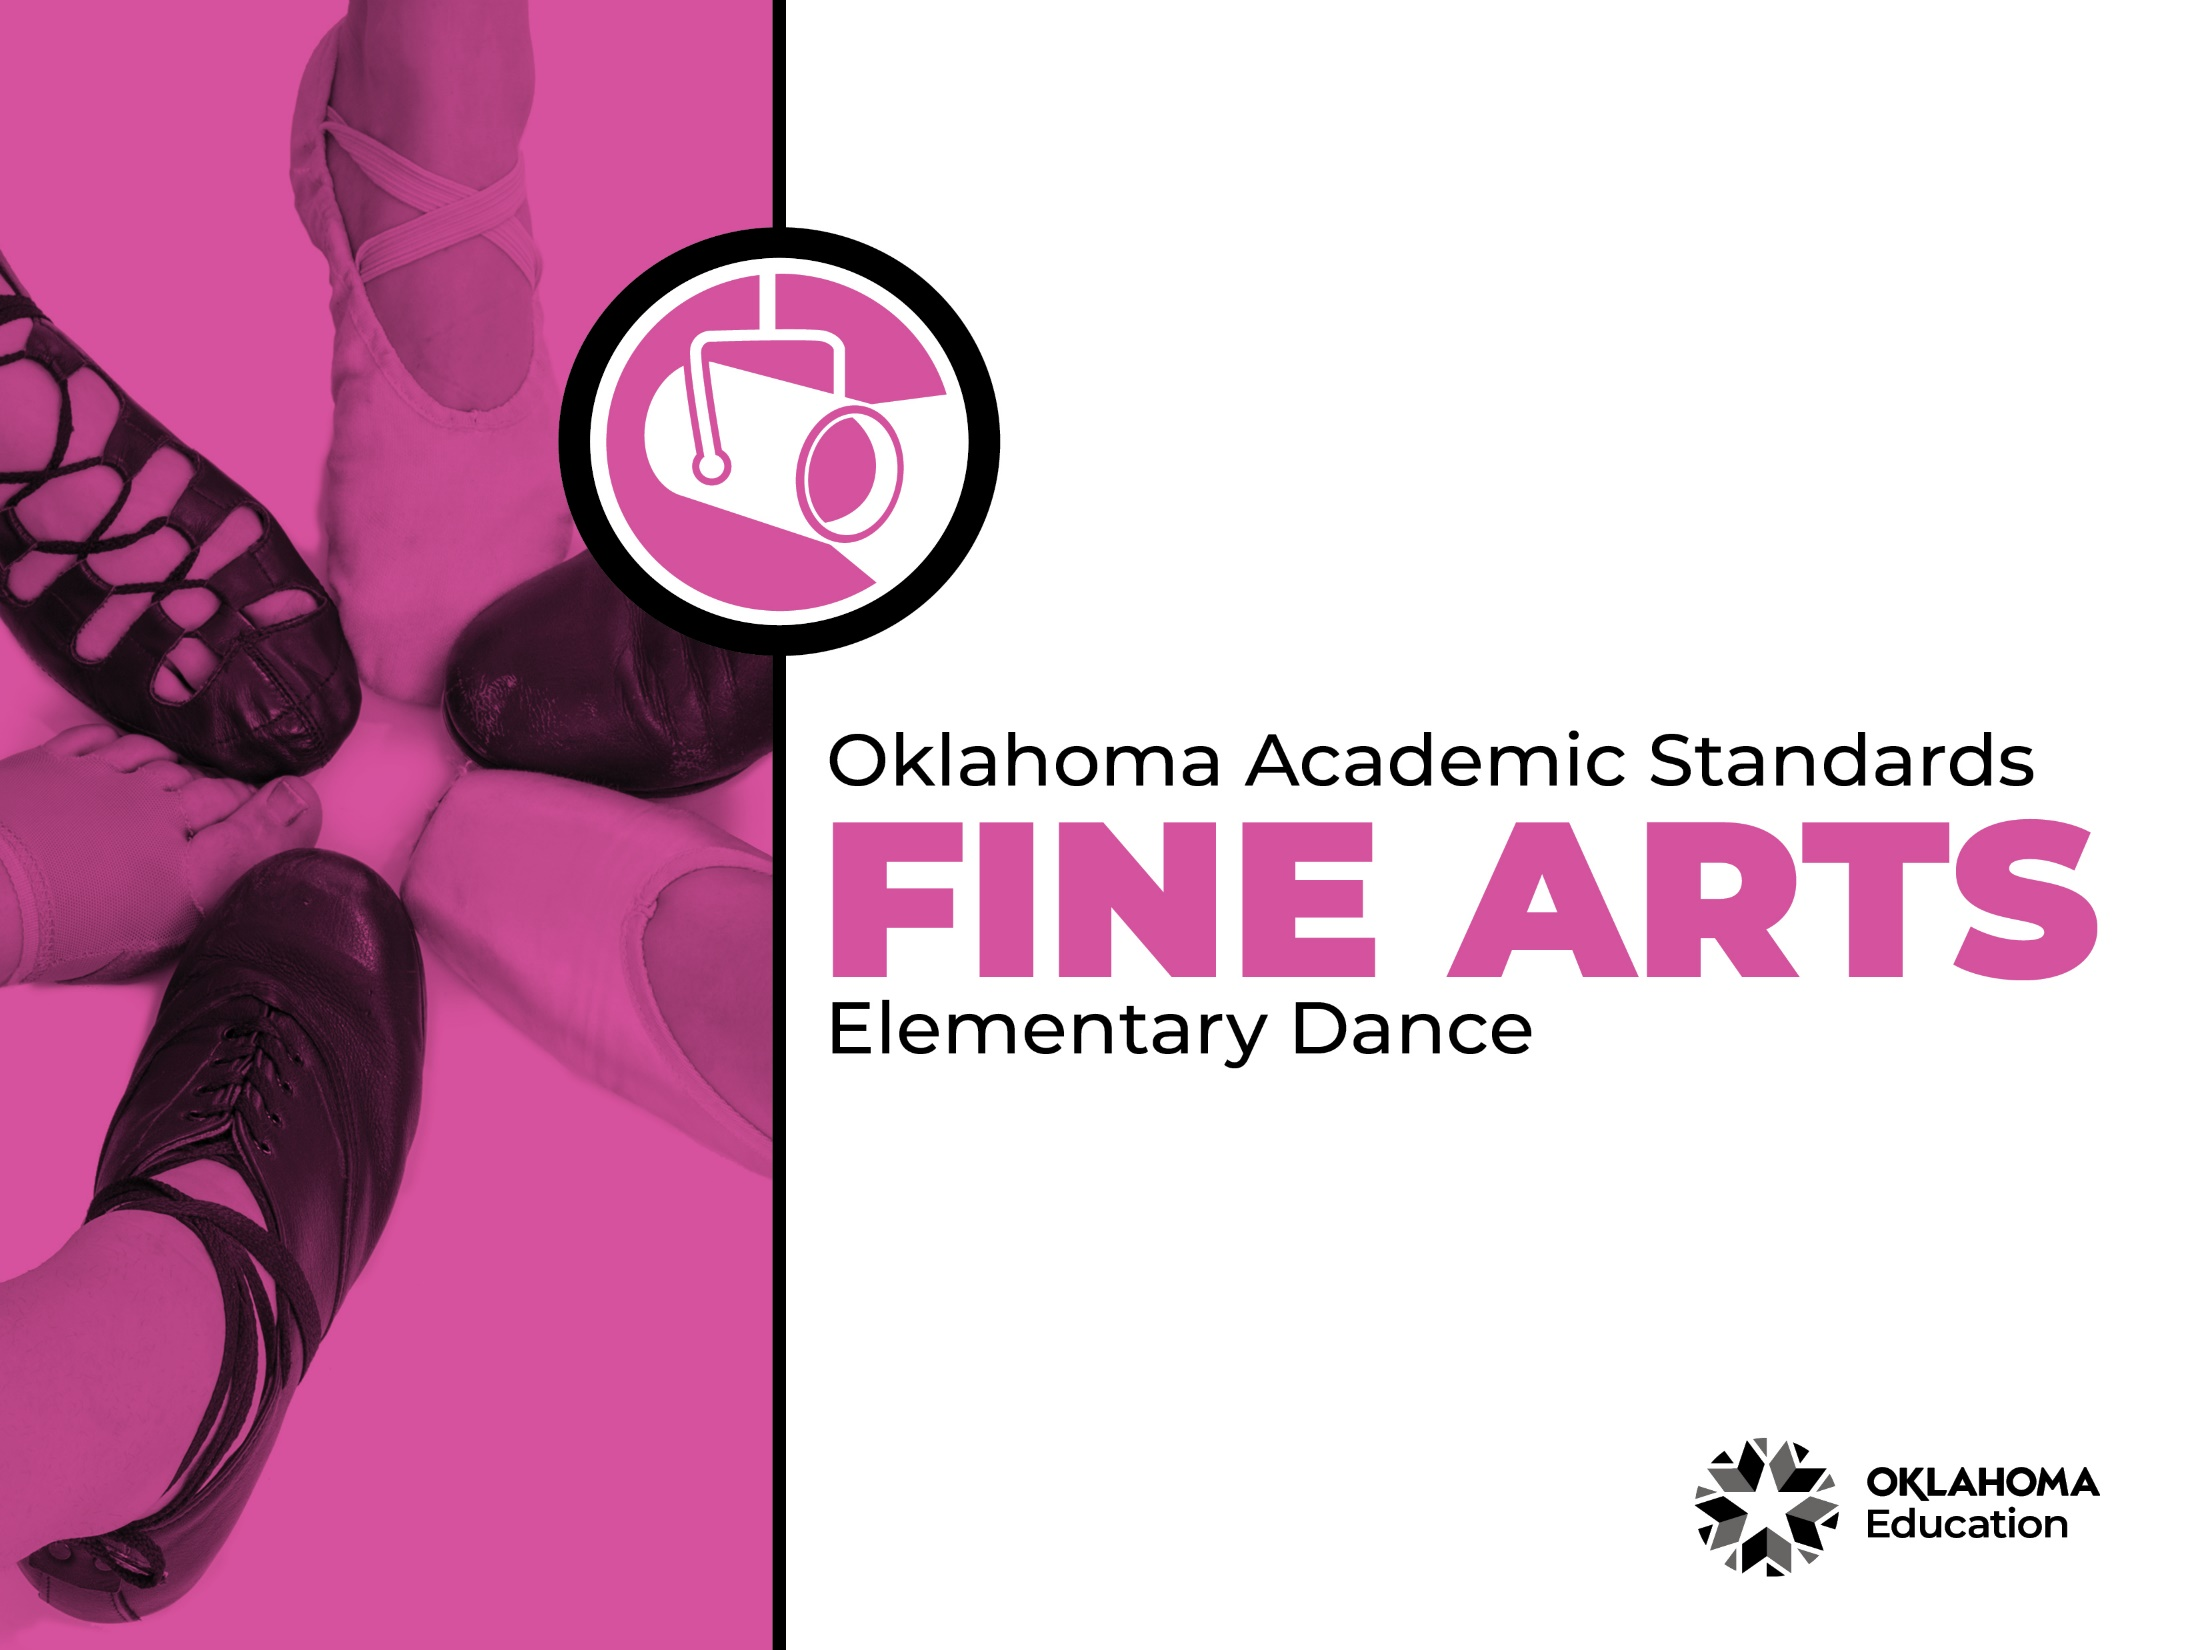 Oklahoma Academic Standards
FINE ARTS
Elementary Dance
OKLAHOMA
Education